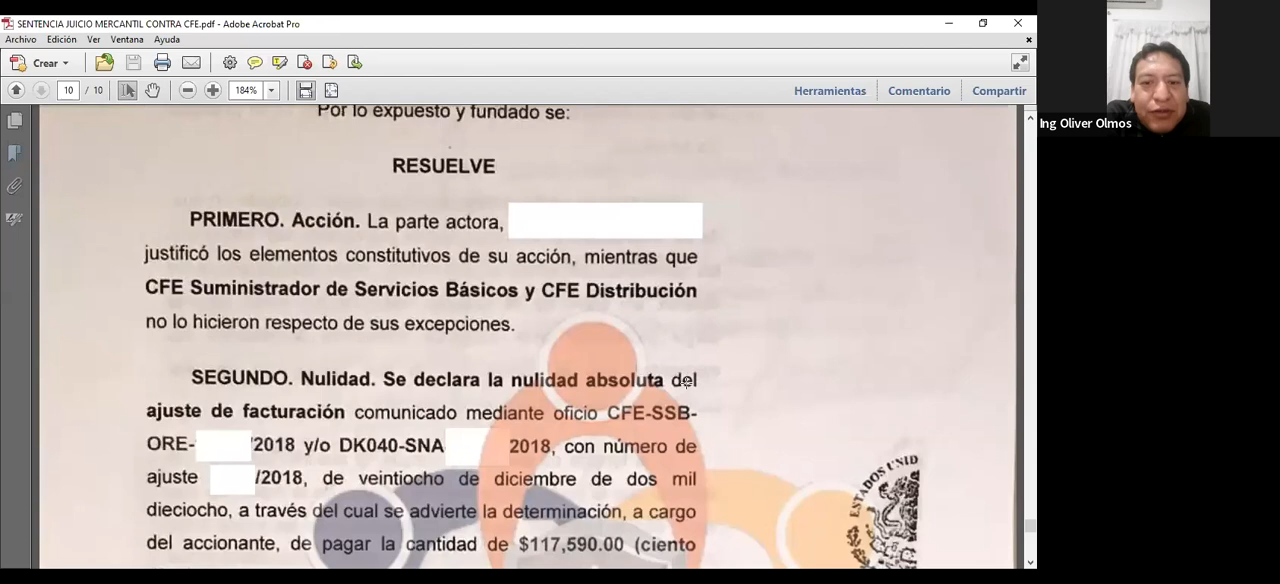 SENTENCIA JUICIO MERCANTIL CONTRA CFE.pdf - Adobe Acrobat Pro
Archivo Edición Ver Ventana Ayuda
Crear
10 / 10 184% Herramientas Comentario Compartir
Por lo expuesto y fundado se:
RESUELVE
PRIMERO. Acción. La parte actora,
justificó los elementos constitutivos de su acción, mientras que
CFE Suministrador de Servicios Básicos y CFE Distribución
no lo hicieron respecto de sus excepciones.
SEGUNDO. Nulidad. Se declara la nulidad absoluta del
ajuste de facturación comunicado mediante oficio CFE-SSB-
ORE- /2018 y/o DK040-SNA 2018, con número de
ajuste /2018, de veintiocho de diciembre de dos mil
dieciocho, a través del cual se advierte la determinación, a cargo
del accionante, de pagar la cantidad de $117,590.00 (ciento
ESTADOS UNID
Ing Oliver Olmos